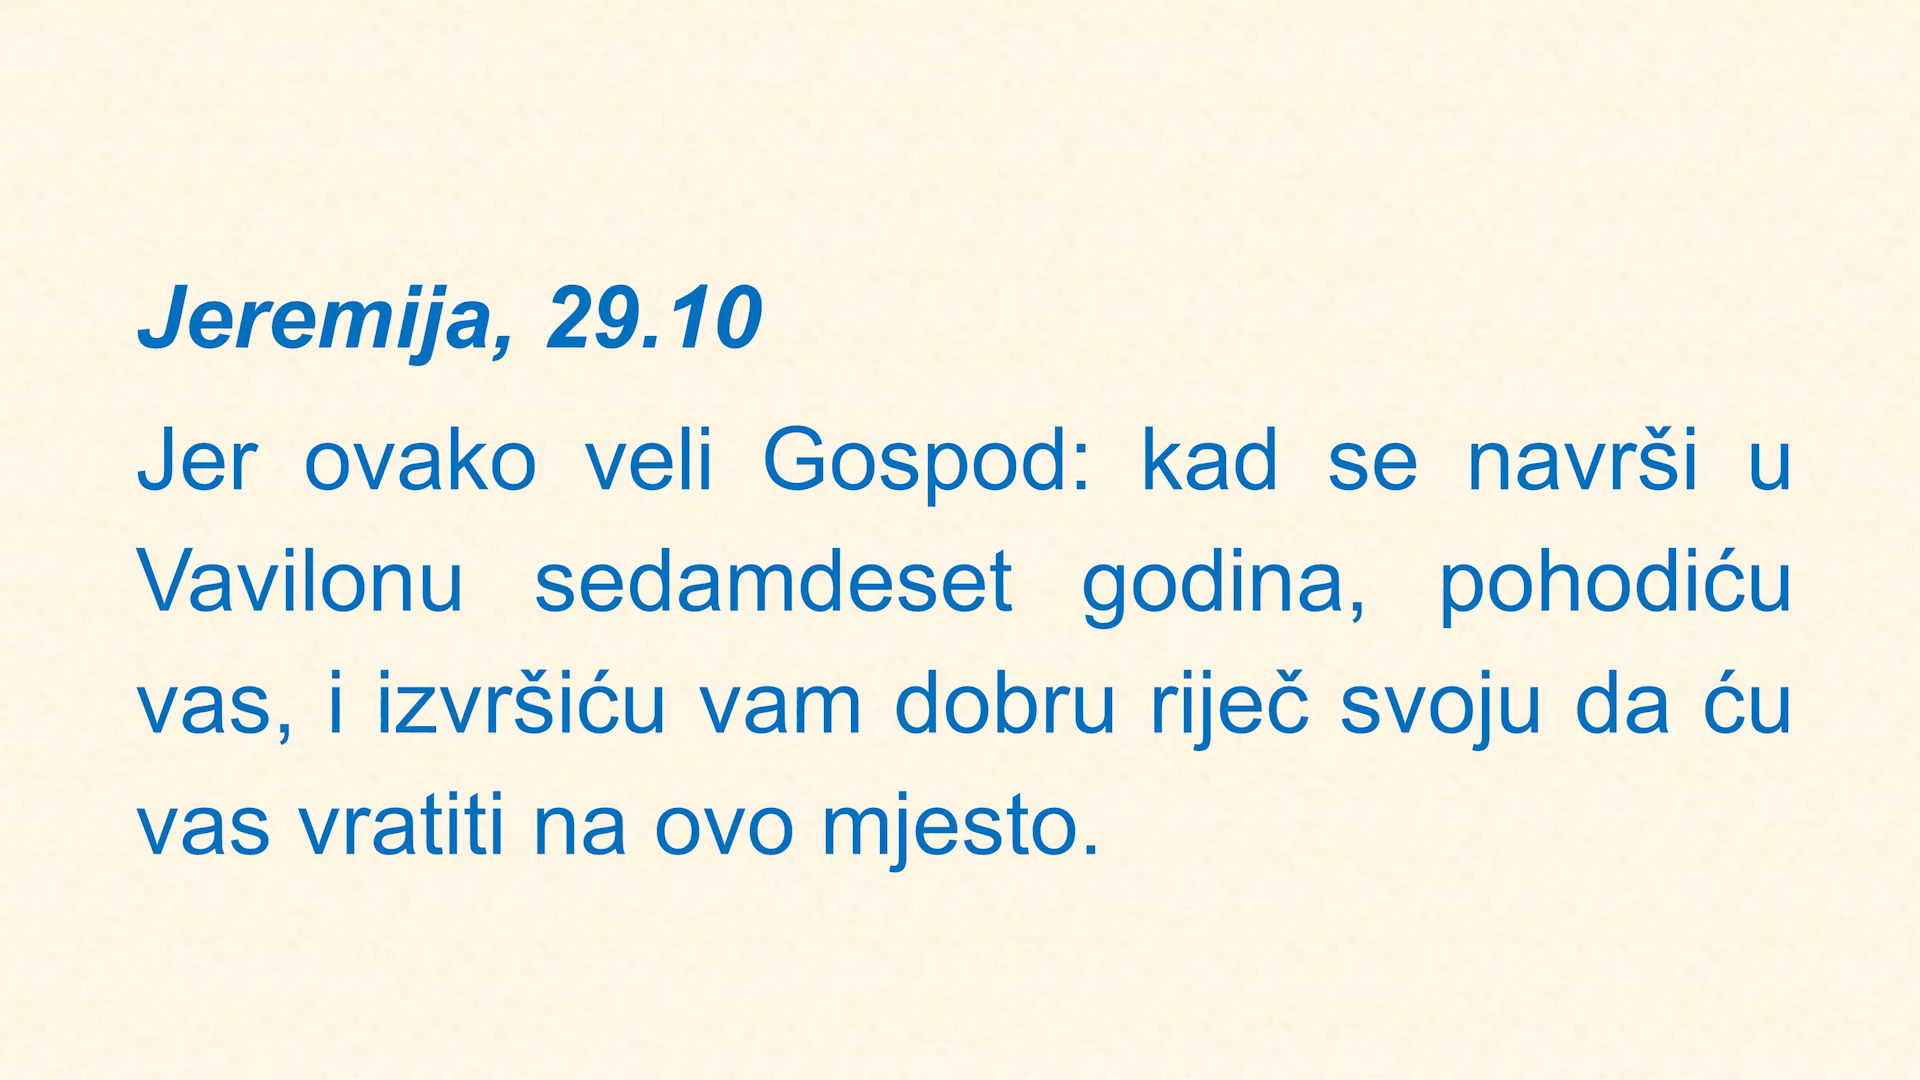 Jeremija, 29.10
Jer ovako veli Gospod: kad se navrši u
Vavilonu sedamdeset godina, pohodiću
vas, i izvršiću vam dobru riječ svoju da ću
vas vratiti na ovo mjesto.